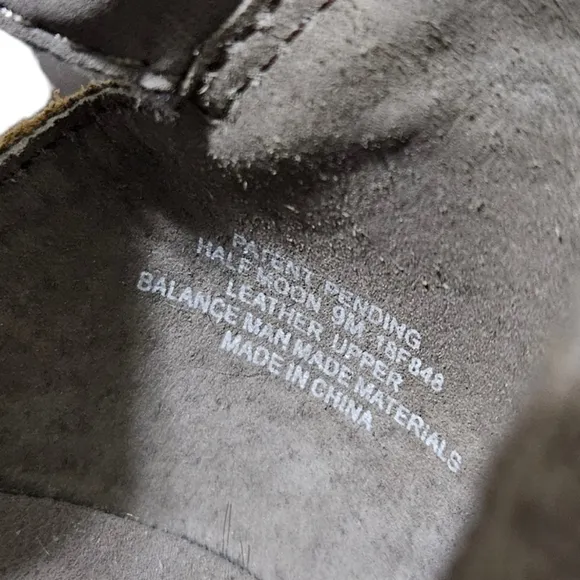 PATENT PENDING
HALF MOON 9M 18F848
LEATHER UPPER
BALANCE MAN MADE MATERIALS
MADE IN CHINA